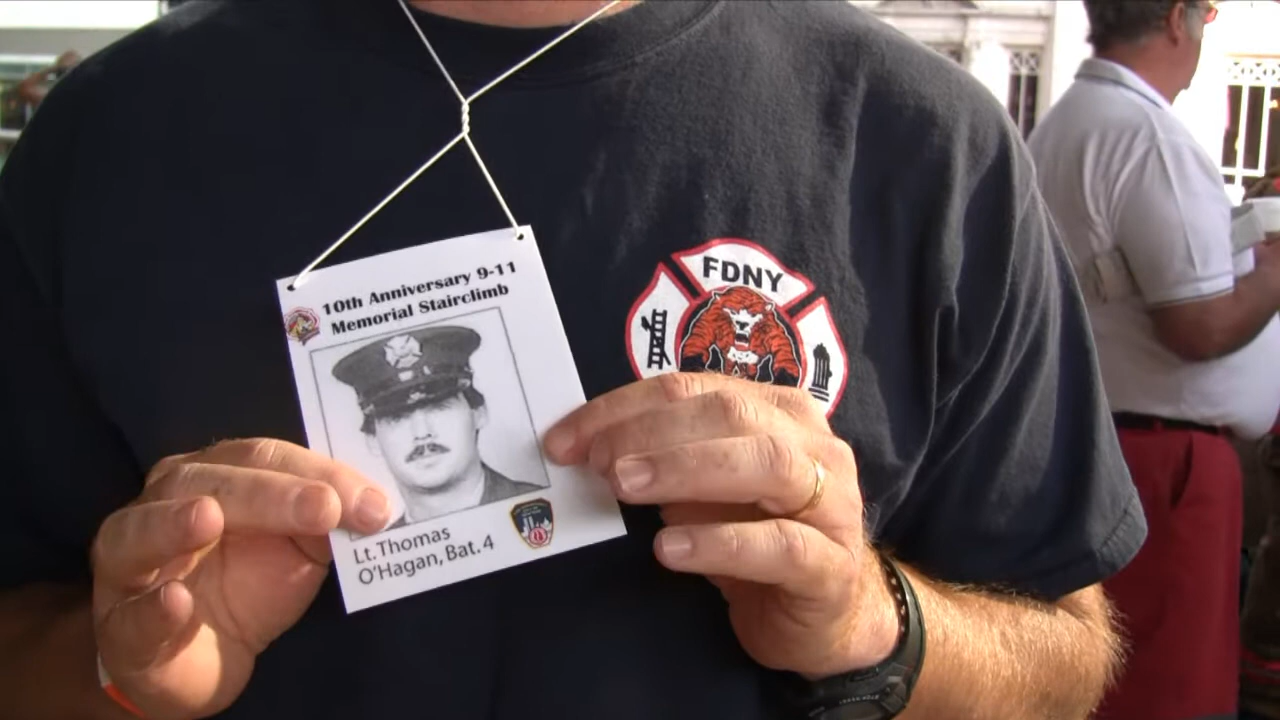 10th Anniversary 9-11
Memorial Stairclimb
Lt. Thomas
O'Hagan, Bat. 4
FDNY